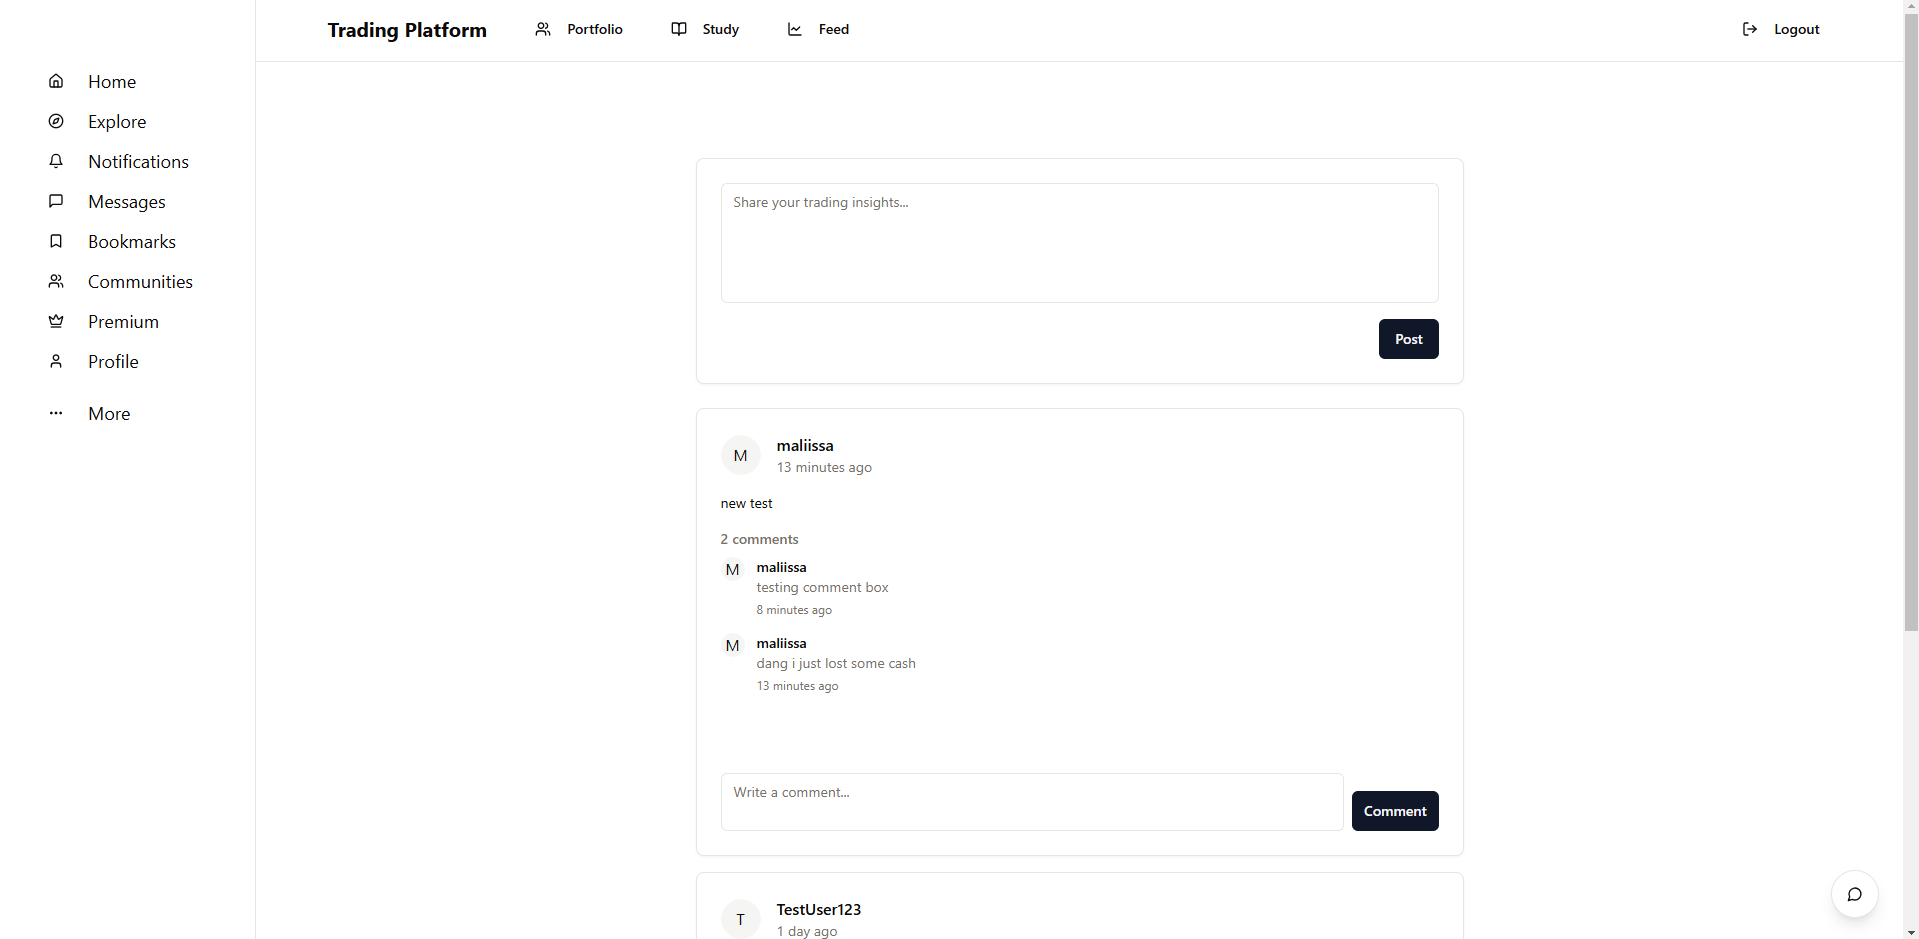 Trading Platform
Portfolio
Study
Feed
Logout
Home
Explore
Notifications
Messages
Bookmarks
Communities
Premium
Profile
More
Share your trading insights...
Post
M
maliissa
13 minutes ago
new test
2 comments
M
maliissa
testing comment box
8 minutes ago
M
maliissa
dang i just lost some cash
13 minutes ago
Write a comment...
Comment
T
TestUser123
1 day ago